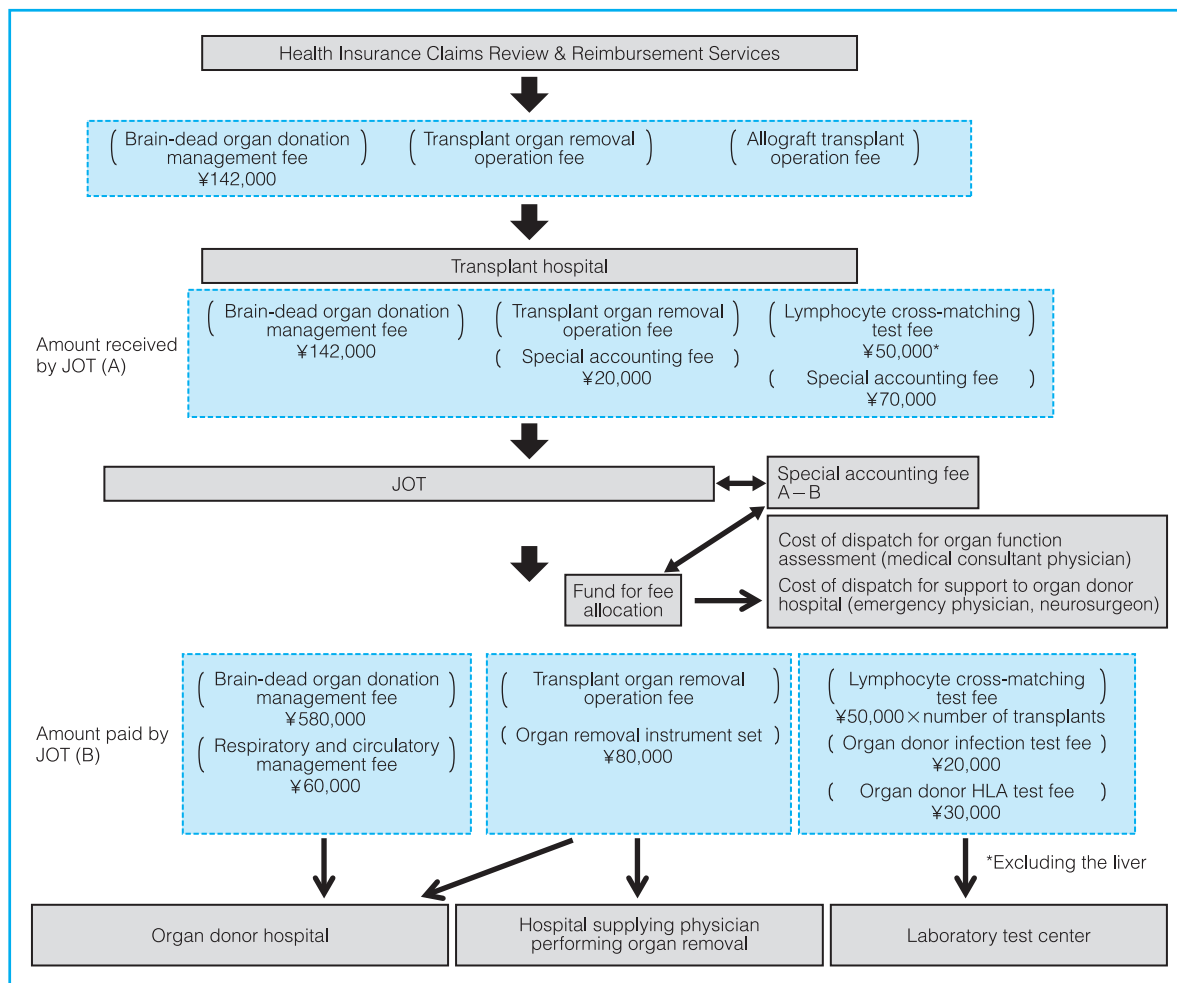 Health Insurance Claims Review & Reimbursement Services
( Brain-dead organ donation
management fee )
¥142,000
( Transplant organ removal
operation fee )
( Allograft transplant
operation fee )
Transplant hospital
Amount received
by JOT (A)
( Brain-dead organ donation
management fee )
¥142,000
( Transplant organ removal
operation fee )
( Special accounting fee )
¥20,000
( Lymphocyte cross-matching
test fee )
¥50,000*
( Special accounting fee )
¥70,000
JOT
Special accounting fee
A−B
Cost of dispatch for organ function
assessment (medical consultant physician)
Cost of dispatch for support to organ donor
hospital (emergency physician, neurosurgeon)
Fund for fee
allocation
Amount paid by
JOT (B)
( Brain-dead organ donation
management fee )
¥580,000
( Respiratory and circulatory
management fee )
¥60,000
( Transplant organ removal
operation fee )
( Organ removal instrument set )
¥80,000
( Lymphocyte cross-matching
test fee )
¥50,000×number of transplants
( Organ donor infection test fee )
¥20,000
( Organ donor HLA test fee )
¥30,000
*Excluding the liver
Organ donor hospital
Hospital supplying physician
performing organ removal
Laboratory test center